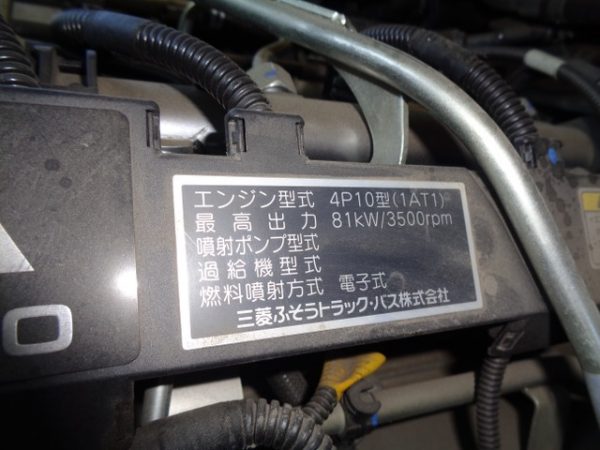 エンジン型式 4P10型(1AT1)
最高出力 81kW/3500rpm
噴射ポンプ型式
過給機型式
燃料噴射方式 電子式
三菱ふそうトラック・バス株式会社
O